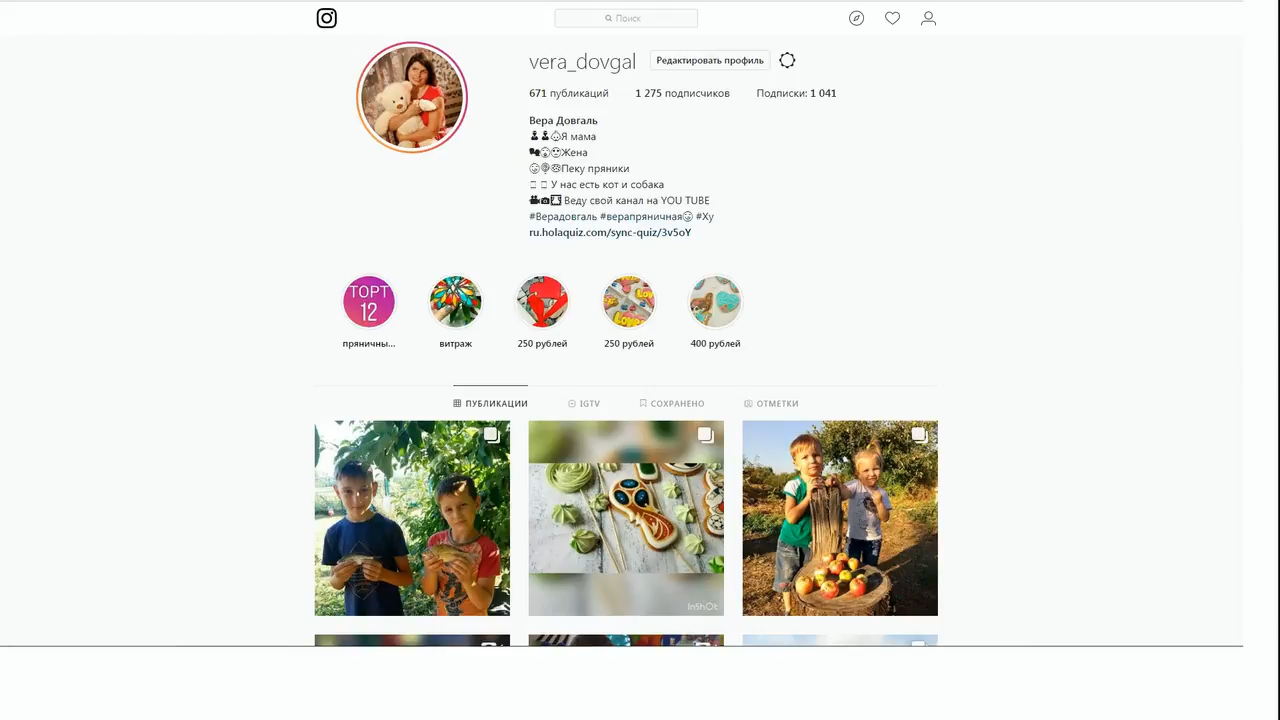 Поиск
vera_dovgal Редактировать профиль
671 публикаций 1 275 подписчиков Подписки: 1 041
Вера Довгаль
Я мама
Жена
Пеку пряники
У нас есть кот и собака
Веду свой канал на YOU TUBE
#Верадовгаль #верапряничная #Ху
ru.holaquiz.com/sync-quiz/3v5oY
ТОРТ
12
пряничны... витраж 250 рублей 250 рублей 400 рублей
ПУБЛИКАЦИИ IGTV СОХРАНЕНО ОТМЕТКИ
InShOt